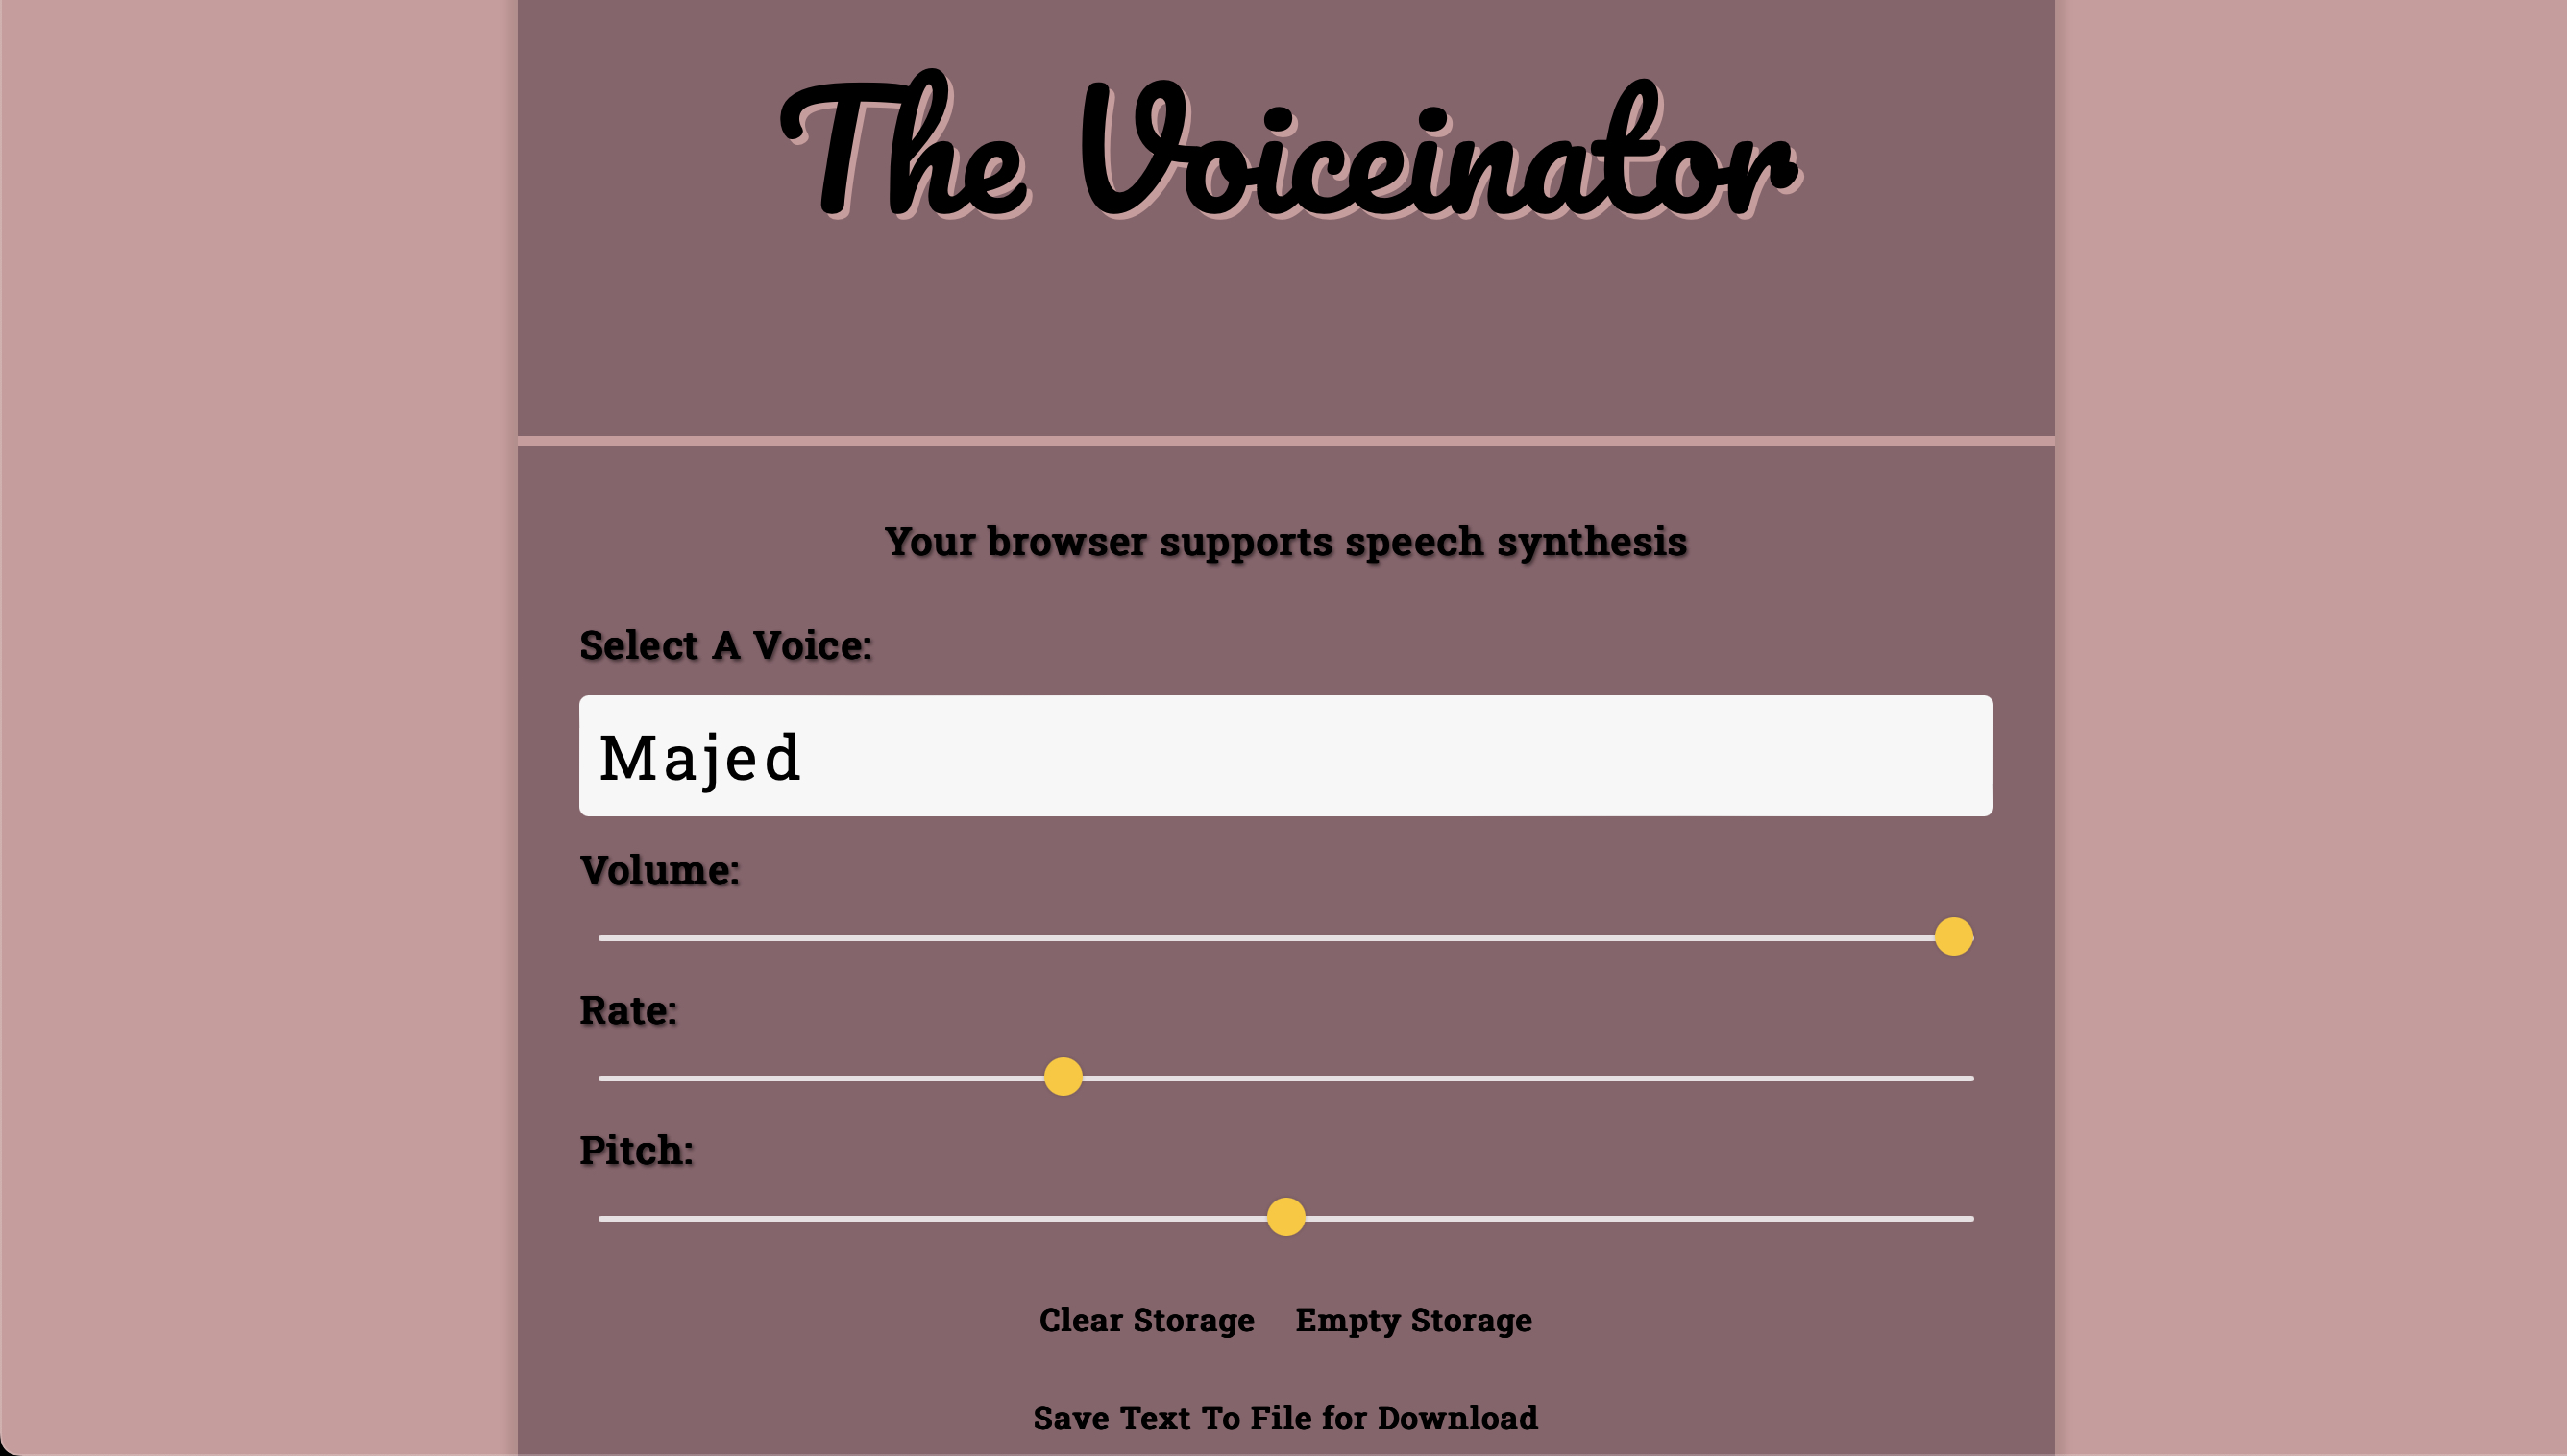 The Voiceinator
Your browser supports speech synthesis
Select A Voice:
Majed
Volume:
Rate:
Pitch:
Clear Storage Empty Storage
Save Text To File for Download